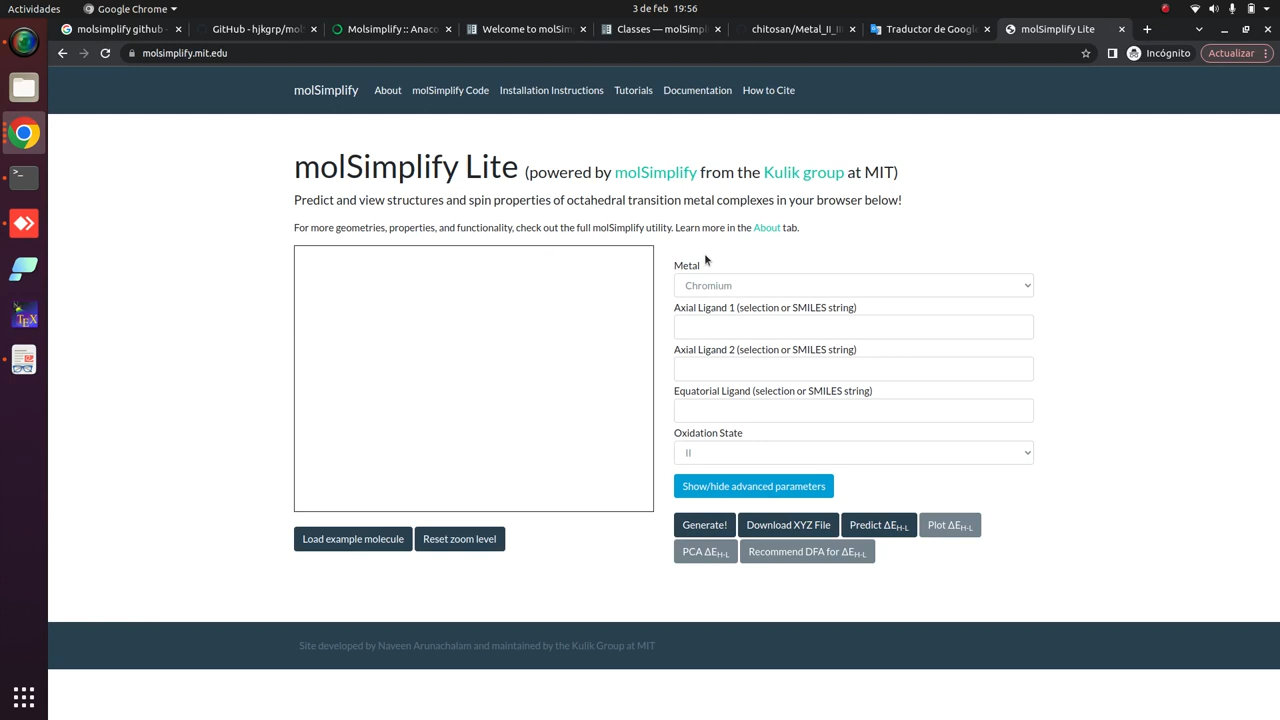 Actividades
Google Chrome
3 de feb 19:56
molsimplify github -
GitHub - hjkgrp/mols
Molsimplify :: Anaco
Welcome to molSim
Classes — molSimpl
chitosan/Metal_II_II
Traductor de Google
molSimplify Lite
molsimplify.mit.edu
Incógnito
Actualizar
molSimplify
About
molSimplify Code
Installation Instructions
Tutorials
Documentation
How to Cite
molSimplify Lite (powered by molSimplify from the Kulik group at MIT)
Predict and view structures and spin properties of octahedral transition metal complexes in your browser below!
For more geometries, properties, and functionality, check out the full molSimplify utility. Learn more in the About tab.
Metal
Chromium
Axial Ligand 1 (selection or SMILES string)
Axial Ligand 2 (selection or SMILES string)
Equatorial Ligand (selection or SMILES string)
Oxidation State
II
Show/hide advanced parameters
Generate!
Download XYZ File
Predict ΔEH-L
Plot ΔEH-L
PCA ΔEH-L
Recommend DFA for ΔEH-L
Load example molecule
Reset zoom level
Site developed by Naveen Arunachalam and maintained by the Kulik Group at MIT